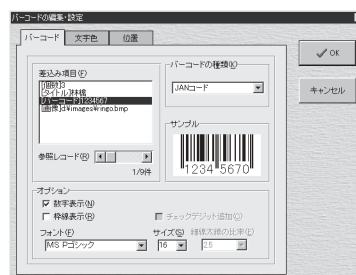 バーコードの編集・設定
バーコード 文字色 位置
OK
キャンセル
差込み項目(F)
[個数]3
[タイトル]林檎
[バーコード]1234567
[画像]d:¥images¥ringo.bmp
参照レコード(R)
1/9件
バーコードの種類(K)
JANコード
サンプル
1234 5670
オプション
数字表示(N)
枠線表示(B)
チェックデジット追加(C)
フォント(F) サイズ(S) 細線太線の比率(E)
MS Pゴシック 16 2.5